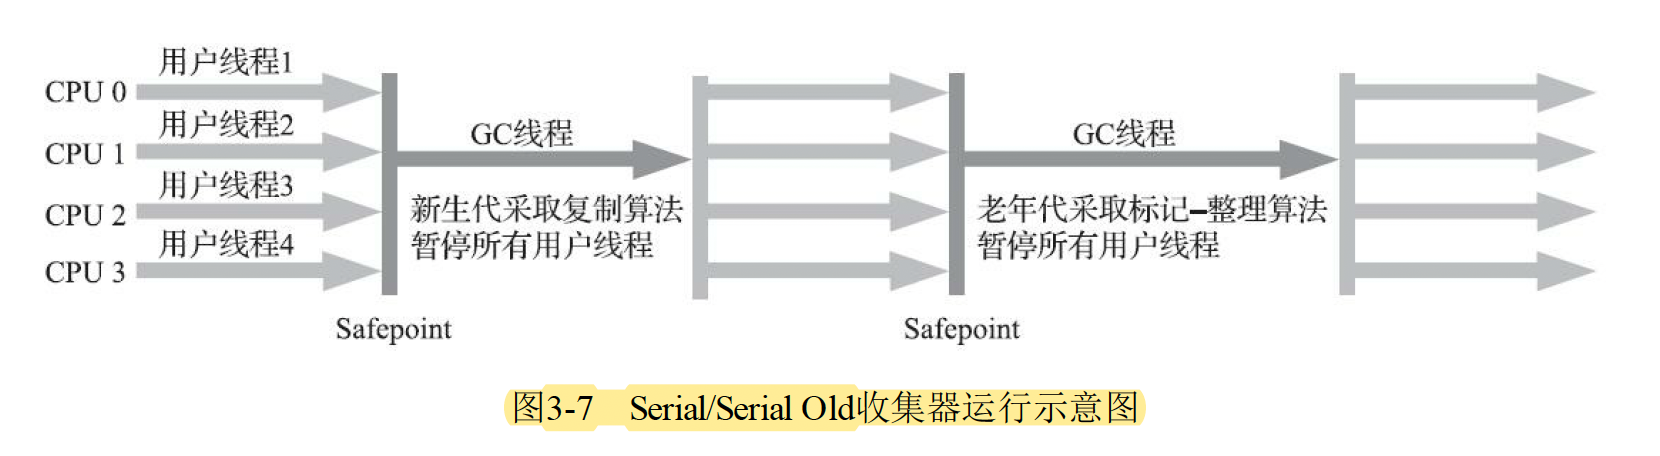 用户线程1
CPU 0
用户线程2
CPU 1
用户线程3
CPU 2
用户线程4
CPU 3
Safepoint
GC线程
新生代采取复制算法
暂停所有用户线程
Safepoint
GC线程
老年代采取标记–整理算法
暂停所有用户线程
图3-7 Serial/Serial Old收集器运行示意图